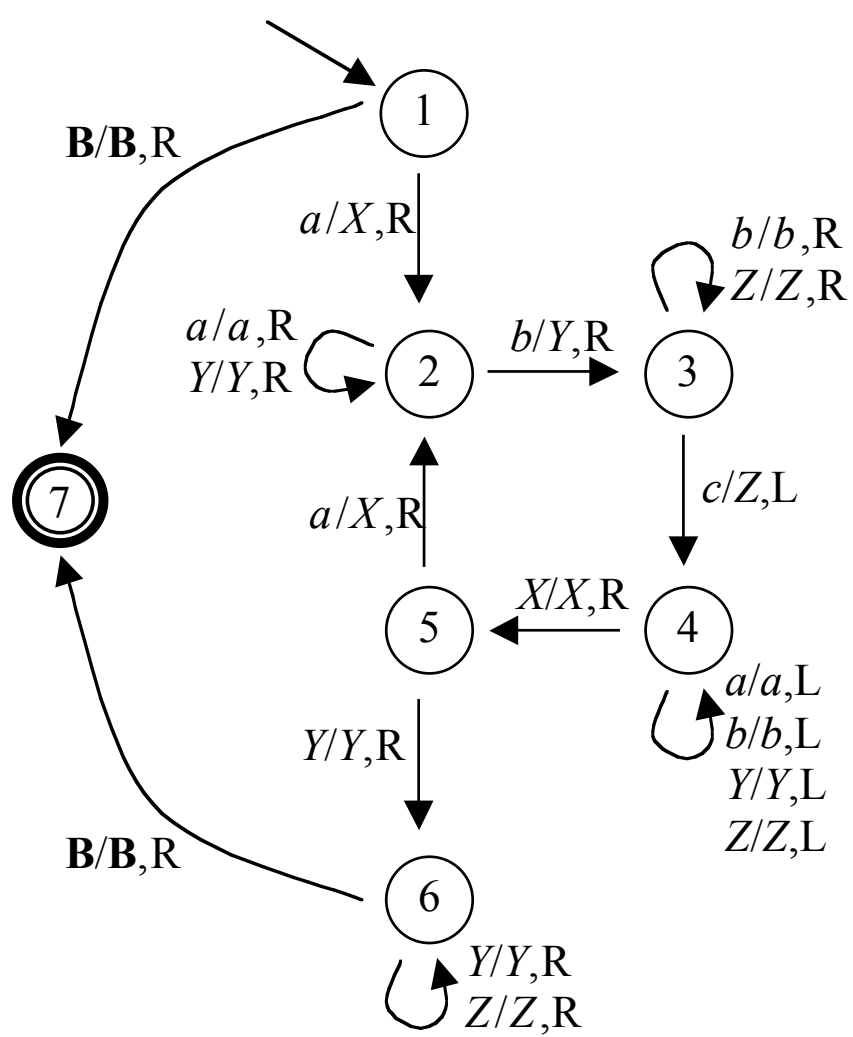 1
B/B,R
a/X,R
b/b,R
Z/Z,R
a/a,R
Y/Y,R
2
b/Y,R
3
7
a/X,R
c/Z,L
5
X/X,R
4
a/a,L
b/b,L
Y/Y,L
Z/Z,L
Y/Y,R
B/B,R
6
Y/Y,R
Z/Z,R